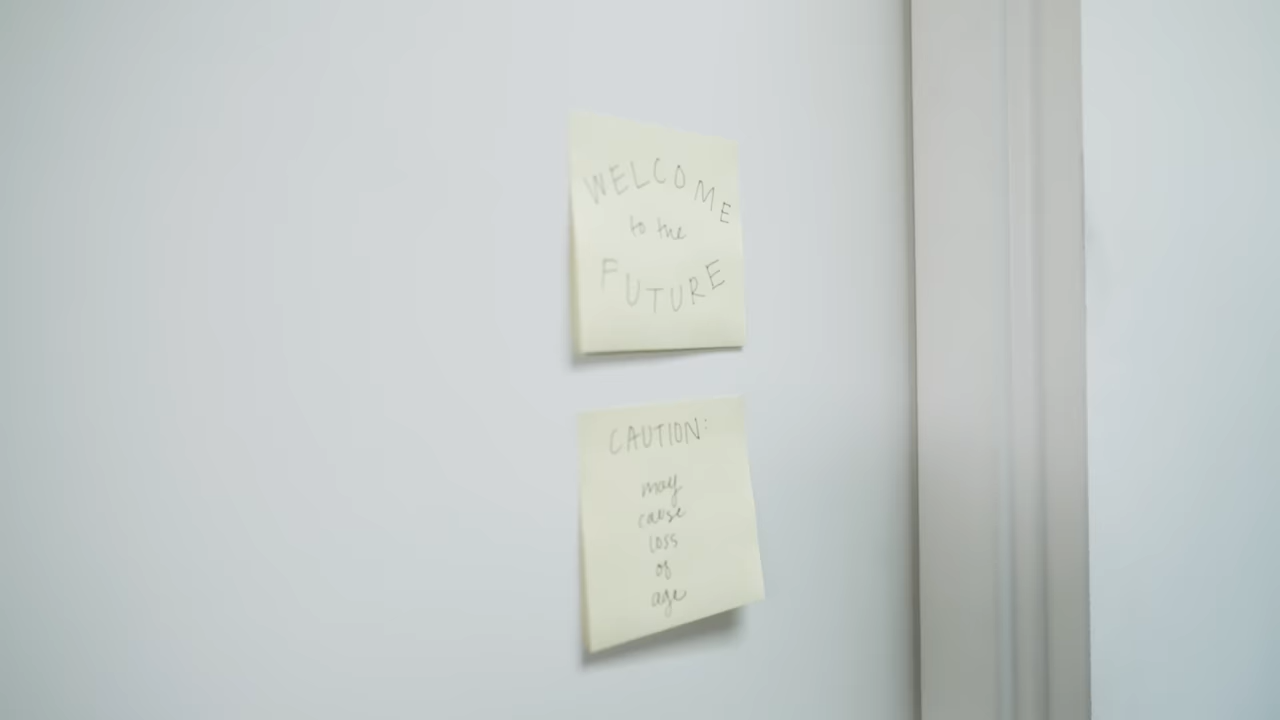 WELCOME
to the
FUTURE
CAUTION:
may
cause
loss
of
age